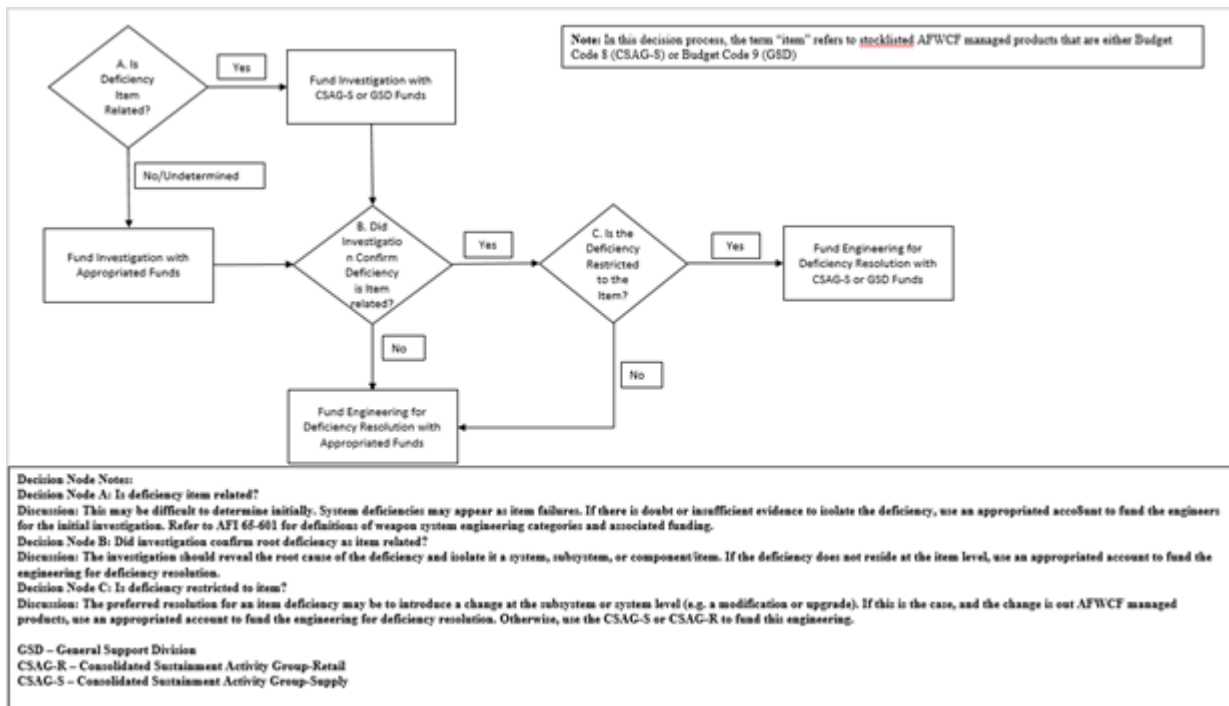 A. Is
Deficiency
Item
Related?
Yes
Fund Investigation with
CSAG-S or GSD Funds
Note: In this decision process, the term “item” refers to stocklisted AFWCF managed products that are either Budget
Code 8 (CSAG-S) or Budget Code 9 (GSD)
No/Undetermined
Fund Investigation with
Appropriated Funds
B. Did
Investigatio
n Confirm
Deficiency
is Item
related?
Yes
C. Is the
Deficiency
Restricted
to the
Item?
Yes
Fund Engineering for
Deficiency Resolution with
CSAG-S or GSD Funds
No
No
Fund Engineering for
Deficiency Resolution with
Appropriated Funds
Decision Node Notes:
Decision Node A: Is deficiency item related?
Discussion: This may be difficult to determine initially. System deficiencies may appear as item failures. If there is doubt or insufficient evidence to isolate the deficiency, use an appropriated acco5unt to fund the engineers
for the initial investigation. Refer to AFI 65-601 for definitions of weapon system engineering categories and associated funding.
Decision Node B: Did investigation confirm root deficiency as item related?
Discussion: The investigation should reveal the root cause of the deficiency and isolate it a system, subsystem, or component/item. If the deficiency does not reside at the item level, use an appropriated account to fund the
engineering for deficiency resolution.
Decision Node C: Is deficiency restricted to item?
Discussion: The preferred resolution for an item deficiency may be to introduce a change at the subsystem or system level (e.g. a modification or upgrade). If this is the case, and the change is out AFWCF managed
products, use an appropriated account to fund the engineering for deficiency resolution. Otherwise, use the CSAG-S or CSAG-R to fund this engineering.
GSD – General Support Division
CSAG-R – Consolidated Sustainment Activity Group-Retail
CSAG-S – Consolidated Sustainment Activity Group-Supply